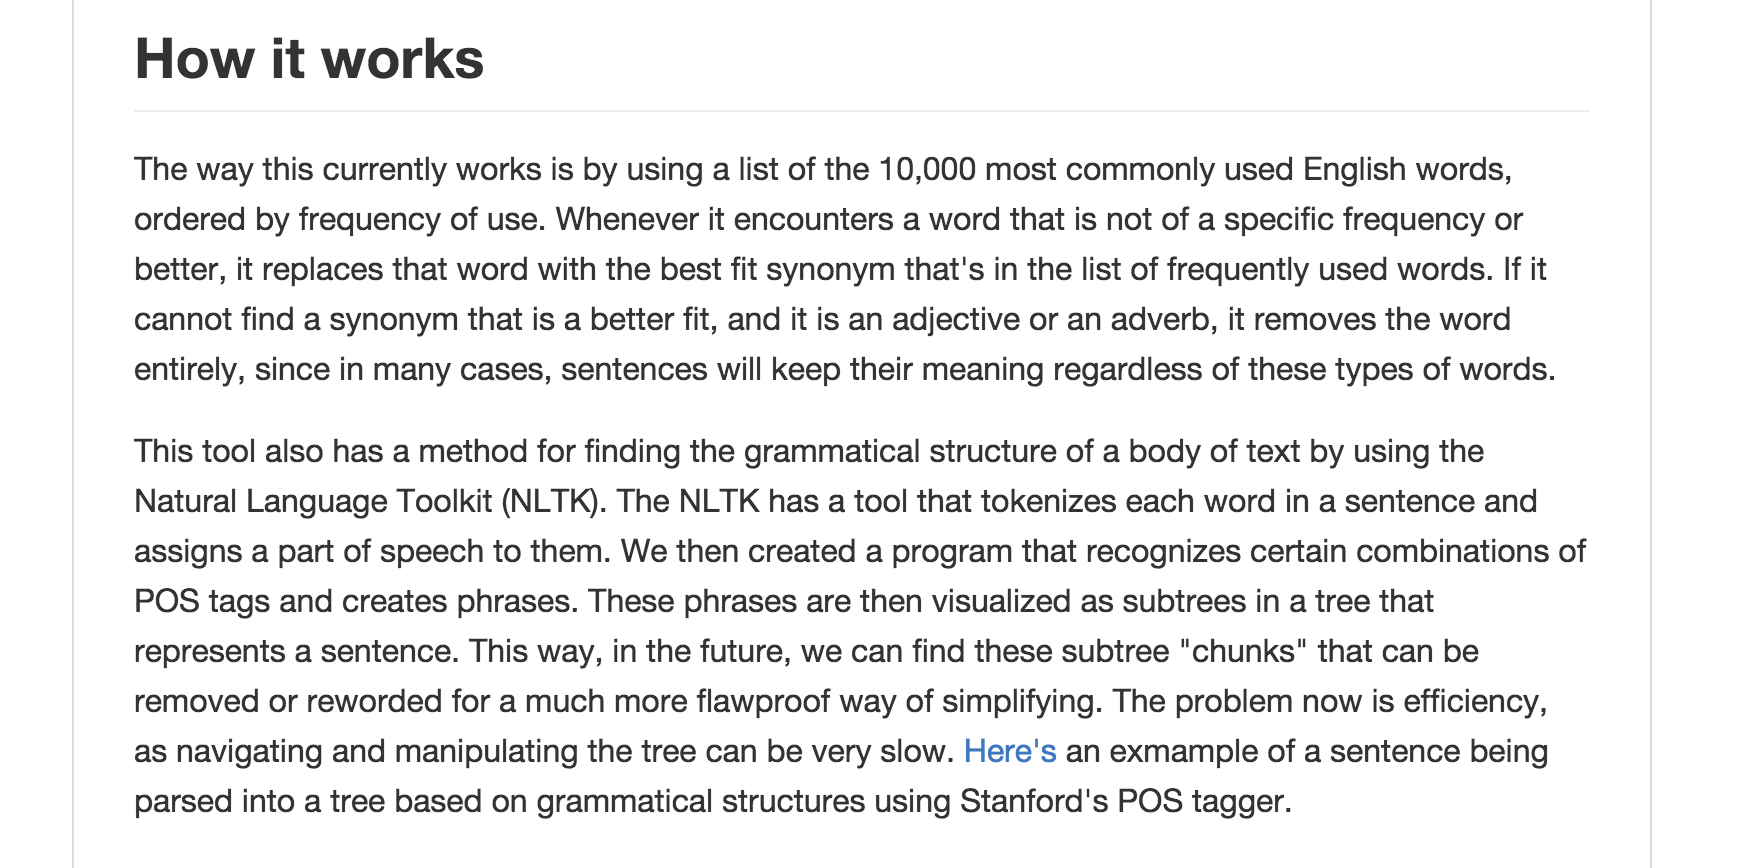 How it works
The way this currently works is by using a list of the 10,000 most commonly used English words,
ordered by frequency of use. Whenever it encounters a word that is not of a specific frequency or
better, it replaces that word with the best fit synonym that's in the list of frequently used words. If it
cannot find a synonym that is a better fit, and it is an adjective or an adverb, it removes the word
entirely, since in many cases, sentences will keep their meaning regardless of these types of words.
This tool also has a method for finding the grammatical structure of a body of text by using the
Natural Language Toolkit (NLTK). The NLTK has a tool that tokenizes each word in a sentence and
assigns a part of speech to them. We then created a program that recognizes certain combinations of
POS tags and creates phrases. These phrases are then visualized as subtrees in a tree that
represents a sentence. This way, in the future, we can find these subtree "chunks" that can be
removed or reworded for a much more flawproof way of simplifying. The problem now is efficiency,
as navigating and manipulating the tree can be very slow. Here's an exmample of a sentence being
parsed into a tree based on grammatical structures using Stanford's POS tagger.